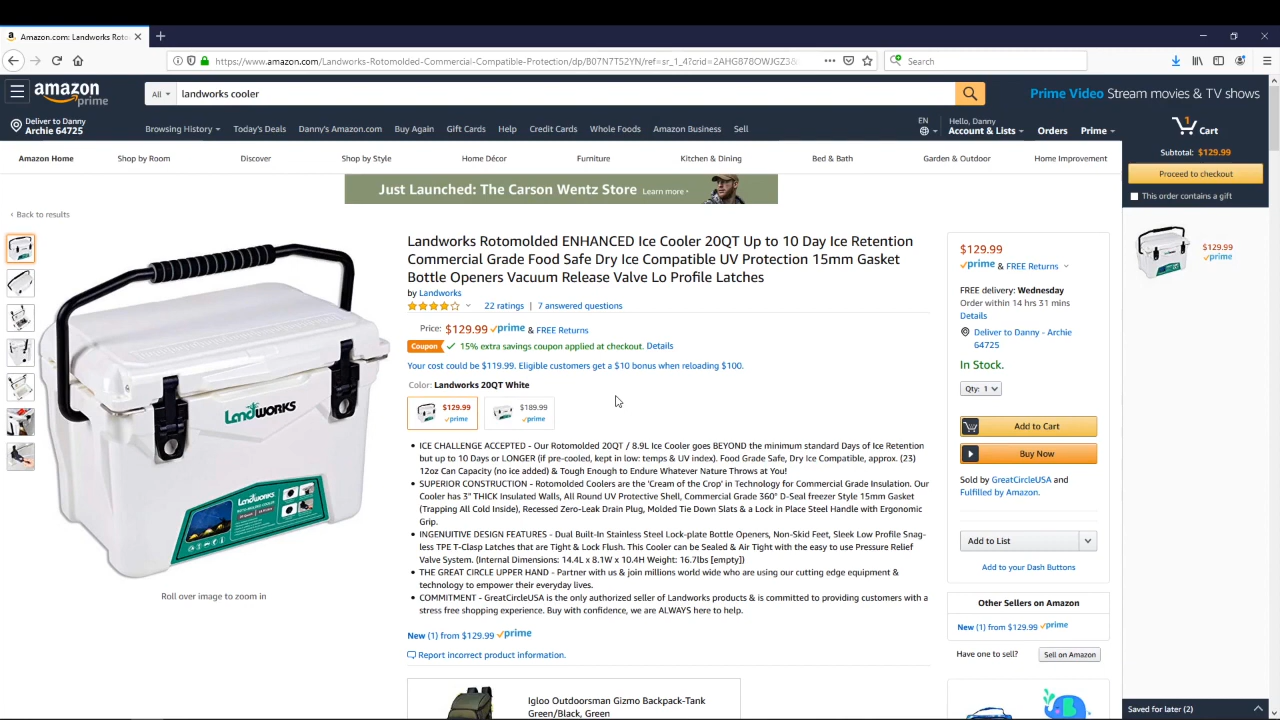 Amazon.com: Landworks Roto
https://www.amazon.com/Landworks-Rotomolded-Commercial-Compatible-Protection/dp/B07N7T52YN/ref=sr_1_4?crid=2AHG878OWJGZ3&
Search
amazon
prime
All
landworks cooler
Prime Video Stream movies & TV shows
Deliver to Danny
Archie 64725
Browsing History
Today's Deals
Danny's Amazon.com
Buy Again
Gift Cards
Help
Credit Cards
Whole Foods
Amazon Business
Sell
EN
Hello, Danny
Account & Lists
Orders
Prime
1
Cart
Amazon Home
Shop by Room
Discover
Shop by Style
Home Décor
Furniture
Kitchen & Dining
Bed & Bath
Garden & Outdoor
Home Improvement
Subtotal: $129.99
Proceed to checkout
This order contains a gift
$129.99
prime
Just Launched: The Carson Wentz Store Learn more
‹ Back to results
Landworks
Landworks
Roll over image to zoom in
Landworks Rotomolded ENHANCED Ice Cooler 20QT Up to 10 Day Ice Retention
Commercial Grade Food Safe Dry Ice Compatible UV Protection 15mm Gasket
Bottle Openers Vacuum Release Valve Lo Profile Latches
by Landworks
22 ratings | 7 answered questions
Price: $129.99 prime & FREE Returns
Coupon 15% extra savings coupon applied at checkout. Details
Your cost could be $119.99. Eligible customers get a $10 bonus when reloading $100.
Color: Landworks 20QT White
$129.99
prime
$189.99
prime
• ICE CHALLENGE ACCEPTED - Our Rotomolded 20QT / 8.9L Ice Cooler goes BEYOND the minimum standard Days of Ice Retention
but up to 10 Days or LONGER (if pre-cooled, kept in low: temps & UV index). Food Grade Safe, Dry Ice Compatible, approx. (23)
12oz Can Capacity (no ice added) & Tough Enough to Endure Whatever Nature Throws at You!
• SUPERIOR CONSTRUCTION - Rotomolded Coolers are the 'Cream of the Crop' in Technology for Commercial Grade Insulation. Our
Cooler has 3" THICK Insulated Walls, All Round UV Protective Shell, Commercial Grade 360° D-Seal freezer Style 15mm Gasket
(Trapping All Cold Inside), Recessed Zero-Leak Drain Plug, Molded Tie Down Slats & a Lock in Place Steel Handle with Ergonomic
Grip.
• INGENUITIVE DESIGN FEATURES - Dual Built-In Stainless Steel Lock-plate Bottle Openers, Non-Skid Feet, Sleek Low Profile Snag-
less TPE T-Clasp Latches that are Tight & Lock Flush. This Cooler can be Sealed & Air Tight with the easy to use Pressure Relief
Valve System. (Internal Dimensions: 14.4L x 8.1W x 10.4H Weight: 16.7lbs [empty])
• THE GREAT CIRCLE UPPER HAND - Partner with us & join millions world wide who are using our cutting edge equipment &
technology to empower their everyday lives.
• COMMITMENT - GreatCircleUSA is the only authorized seller of Landworks products & is committed to providing customers with a
stress free shopping experience. Buy with confidence, we are ALWAYS here to help.
New (1) from $129.99 prime
Report incorrect product information.
Igloo Outdoorsman Gizmo Backpack-Tank
Green/Black, Green
$129.99
prime & FREE Returns
FREE delivery: Wednesday
Order within 14 hrs 31 mins
Details
Deliver to Danny - Archie
64725
In Stock.
Qty: 1
Add to Cart
Buy Now
Sold by GreatCircleUSA and
Fulfilled by Amazon.
Add to List
Add to your Dash Buttons
Other Sellers on Amazon
New (1) from $129.99 prime
Have one to sell?
Sell on Amazon
Saved for later (2)